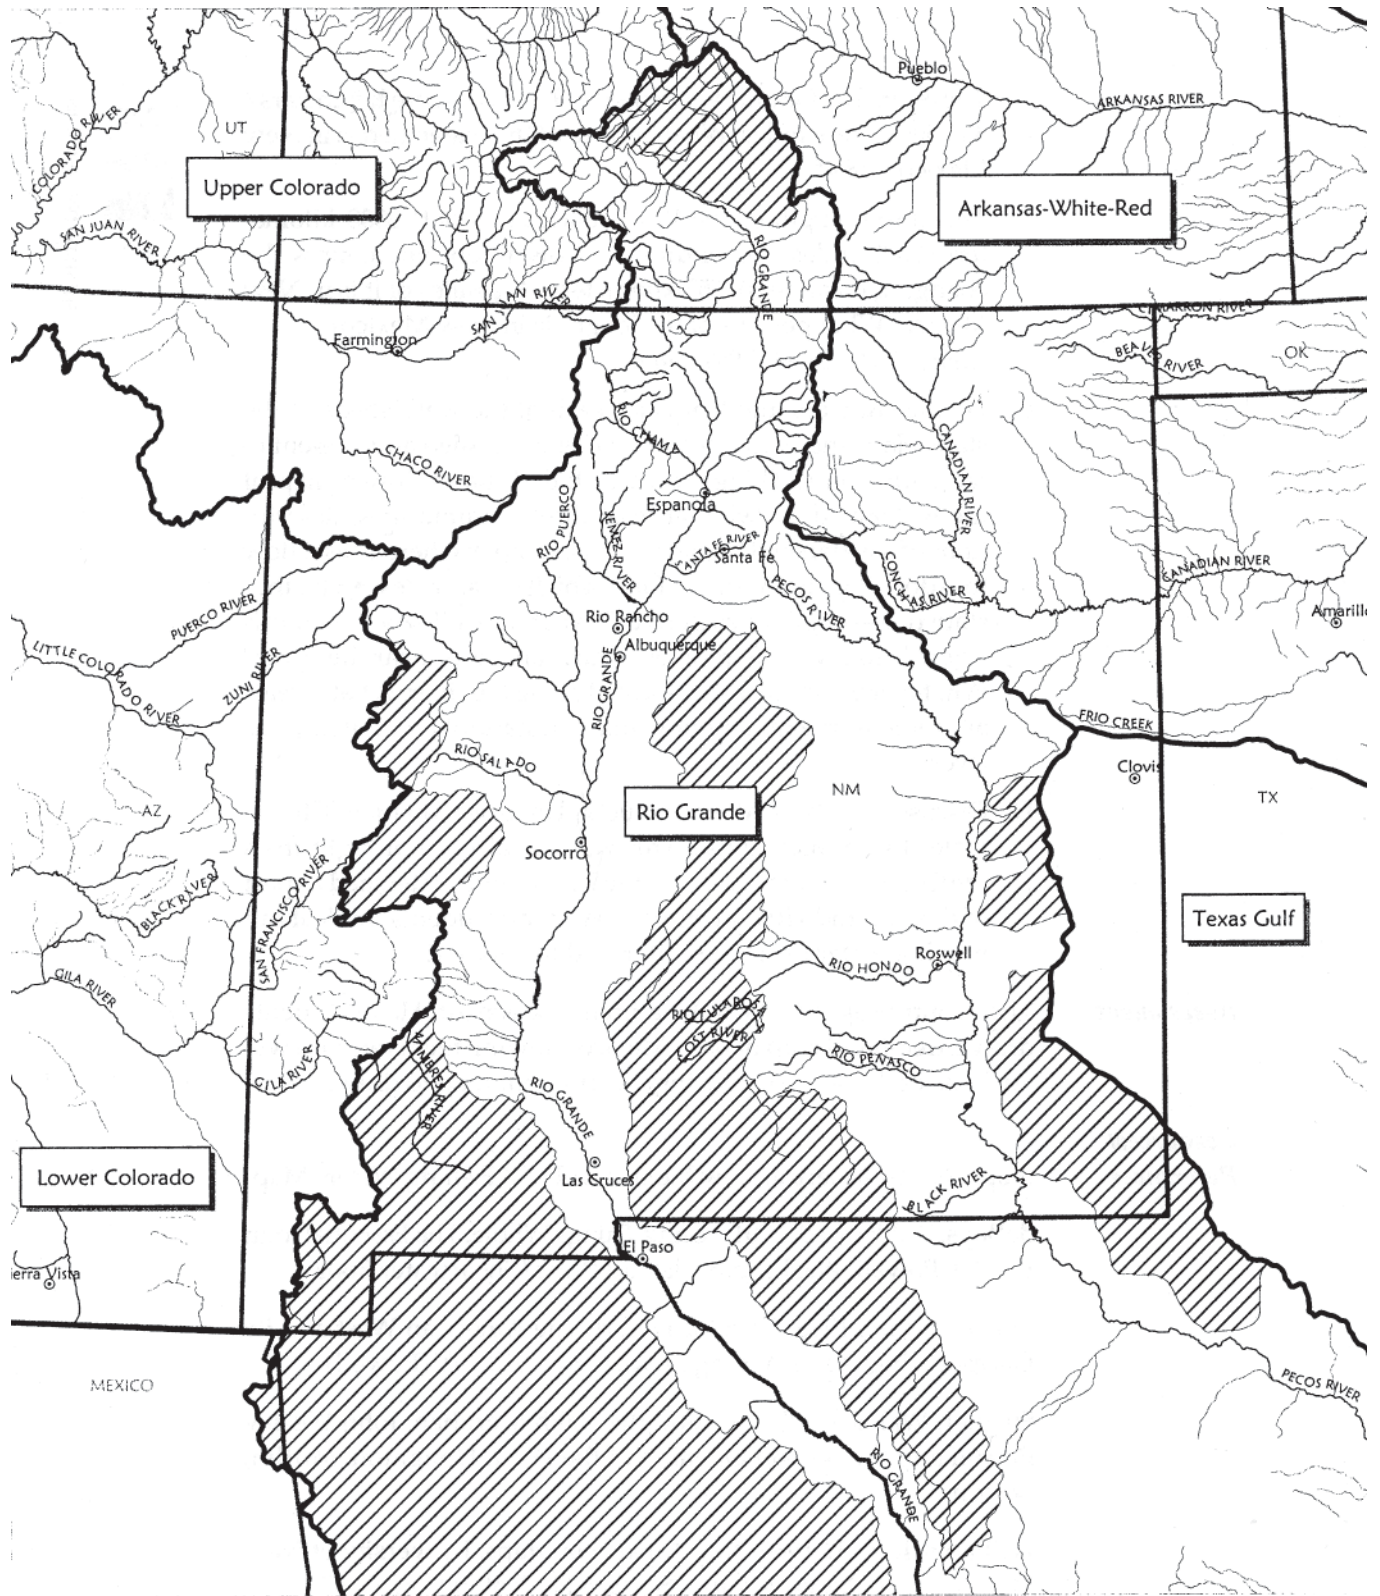 Pueblo
ARKANSAS RIVER
COLORADO RIVER
UT
Upper Colorado
Arkansas-White-Red
CO
SAN JUAN RIVER
RIO GRANDE
SAN JUAN RIVER
CIMARRON RIVER
Farmington
BEAVER RIVER
OK
RIO CHAMA
CANADIAN RIVER
CHACO RIVER
Espanola
RIO PUERCO
JEMEZ RIVER
SANTA FE RIVER
Santa Fe
CONCHAS RIVER
CANADIAN RIVER
PECOS RIVER
PUERCO RIVER
Rio Rancho
Amarillo
Albuquerque
LITTLE COLORADO RIVER
ZUNI RIVER
RIO GRANDE
FRIO CREEK
RIO SALADO
Clovis
NM
TX
AZ
Rio Grande
Socorro
BLACK RIVER
SAN FRANCISCO RIVER
Texas Gulf
Roswell
RIO HONDO
GILA RIVER
RIO TULAROSA
LOST RIVER
RIO PENASCO
GILA RIVER
MIMBRES RIVER
RIO GRANDE
Lower Colorado
Las Cruces
BLACK RIVER
El Paso
ierra Vista
MEXICO
PECOS RIVER
RIO GRANDE